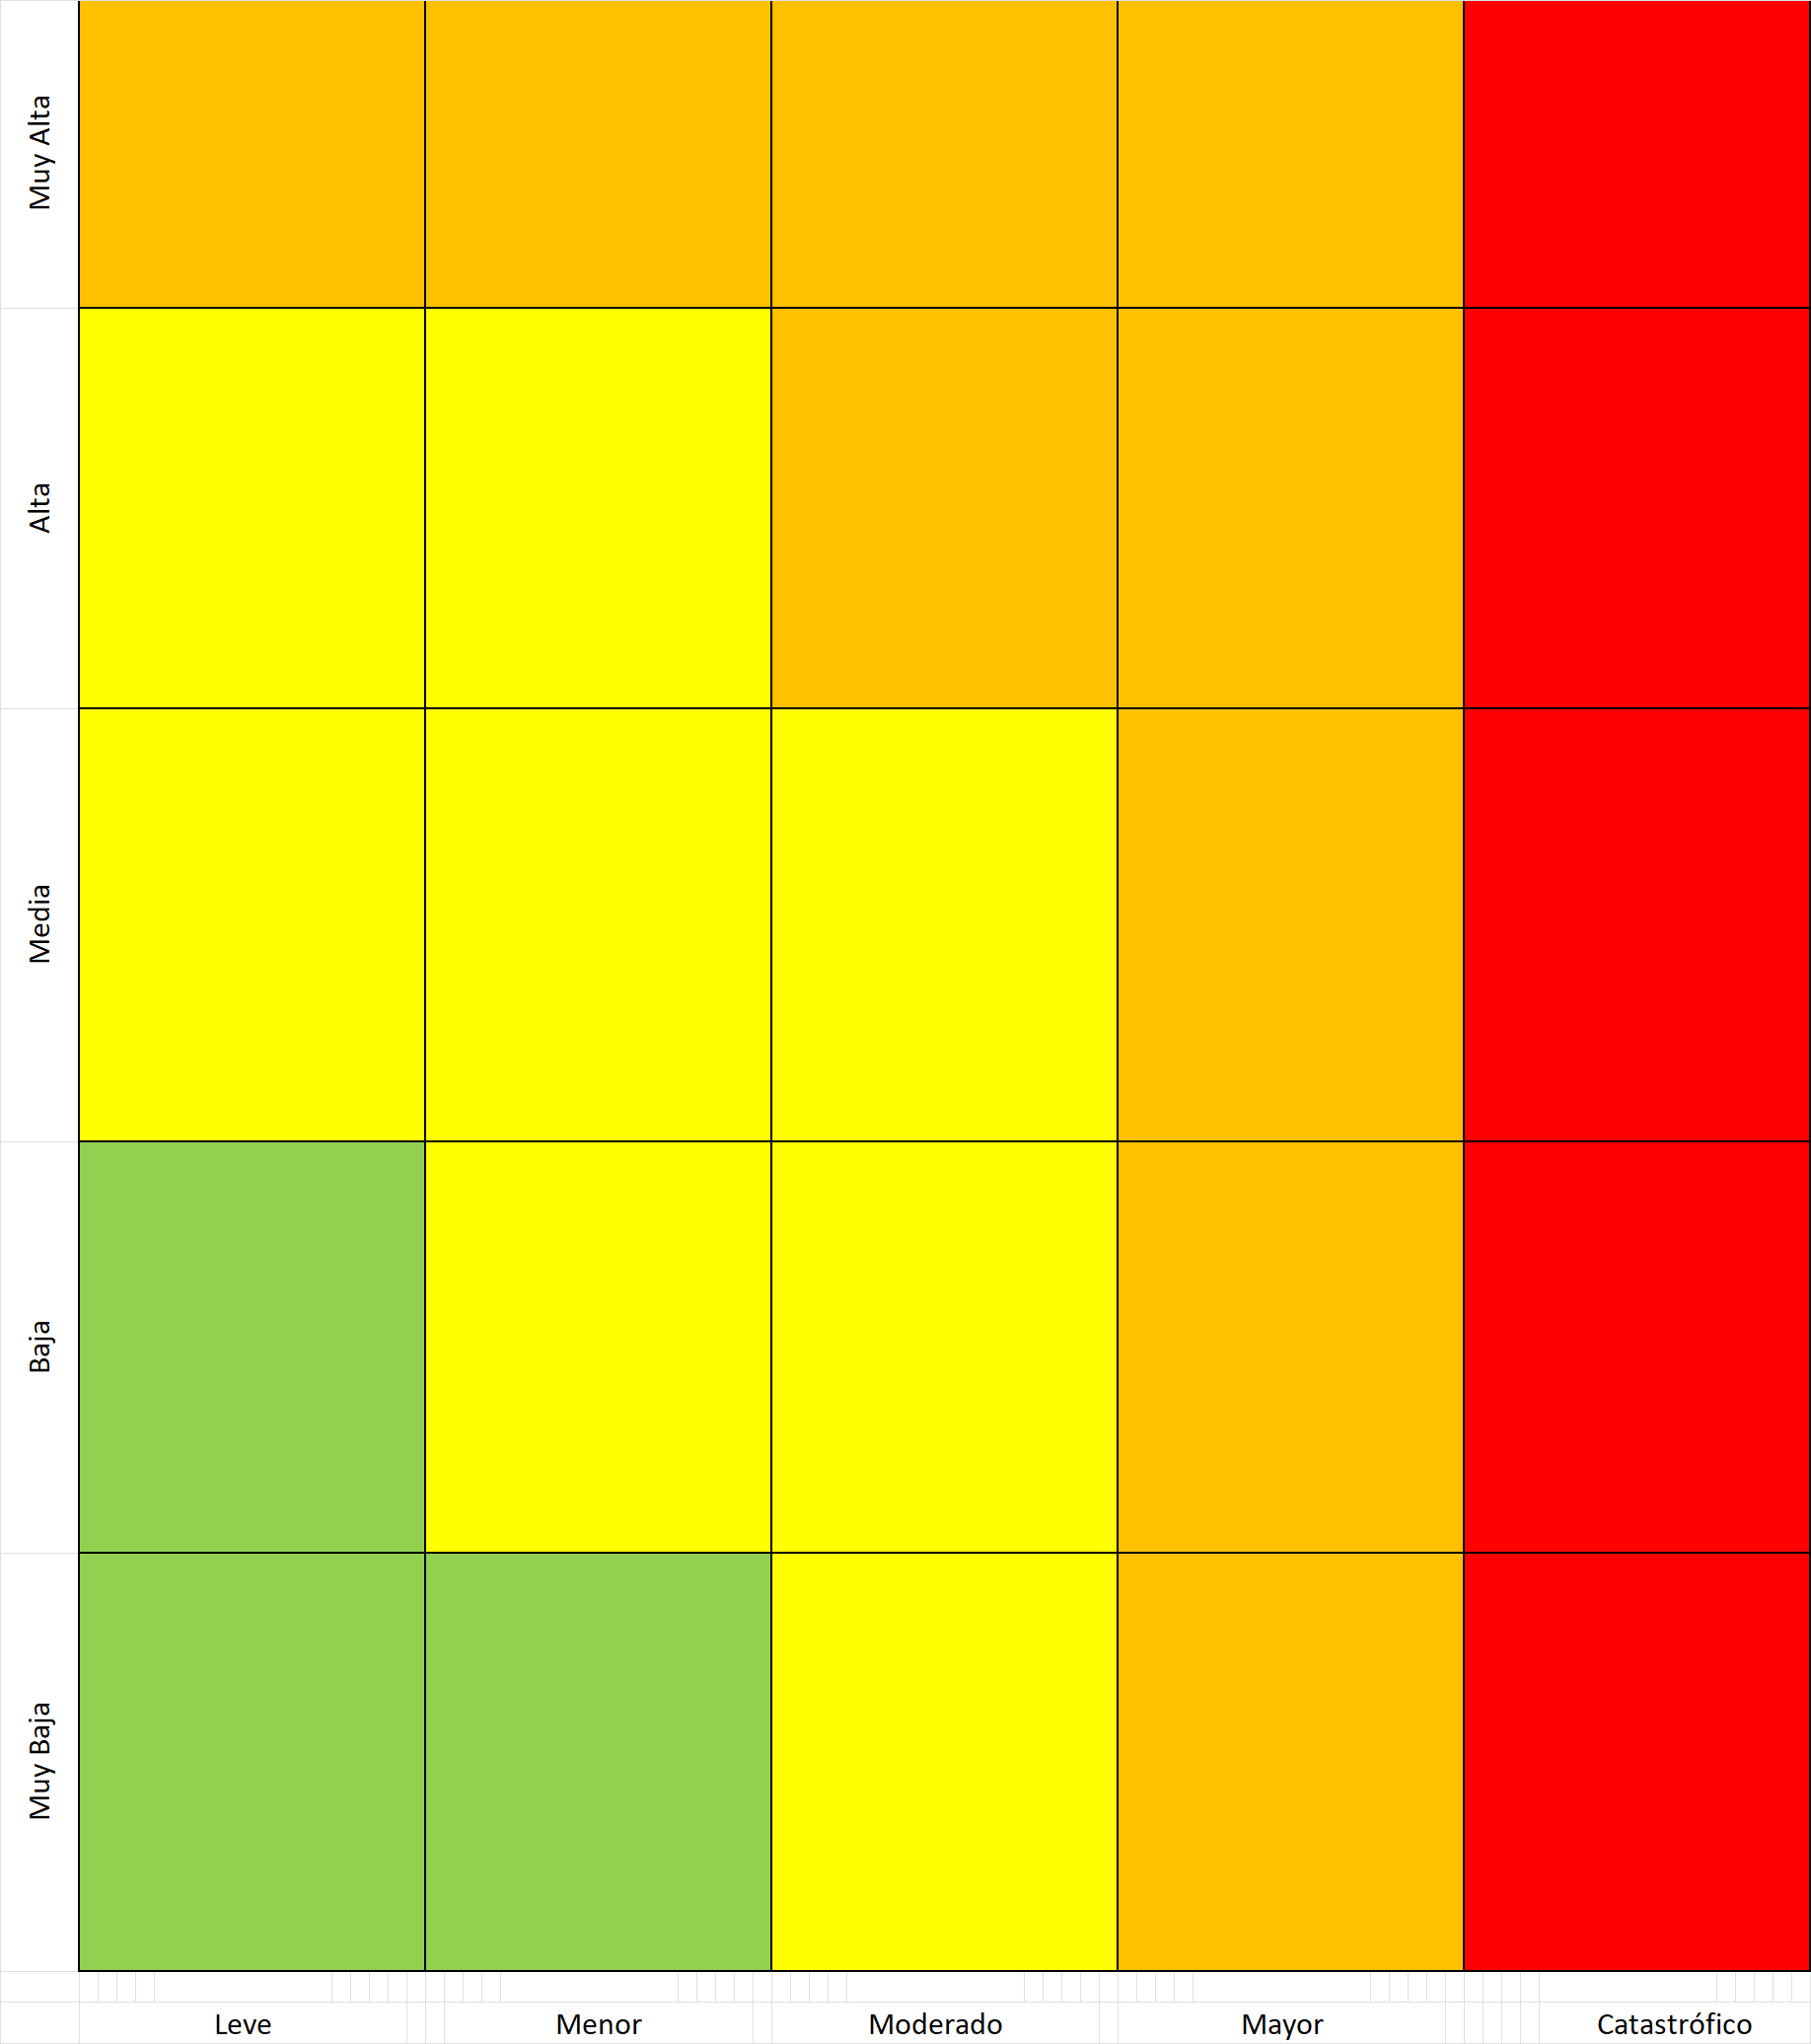 Muy Alta
Alta
Media
Baja
Muy Baja
Leve Menor Moderado Mayor Catastrófico